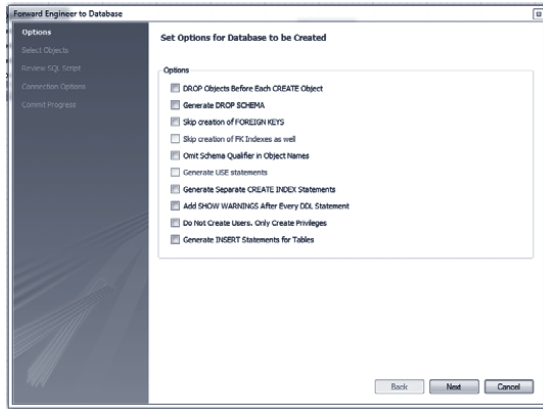 Forward Engineer to Database
Options
Select Objects
Review SQL Script
Connection Options
Commit Progress
Set Options for Database to be Created
Options
DROP Objects Before Each CREATE Object
Generate DROP SCHEMA
Skip creation of FOREIGN KEYS
Skip creation of FK Indexes as well
Omit Schema Qualifier in Object Names
Generate USE statements
Generate Separate CREATE INDEX Statements
Add SHOW WARNINGS After Every DDL Statement
Do Not Create Users. Only Create Privileges
Generate INSERT Statements for Tables
Back Next Cancel